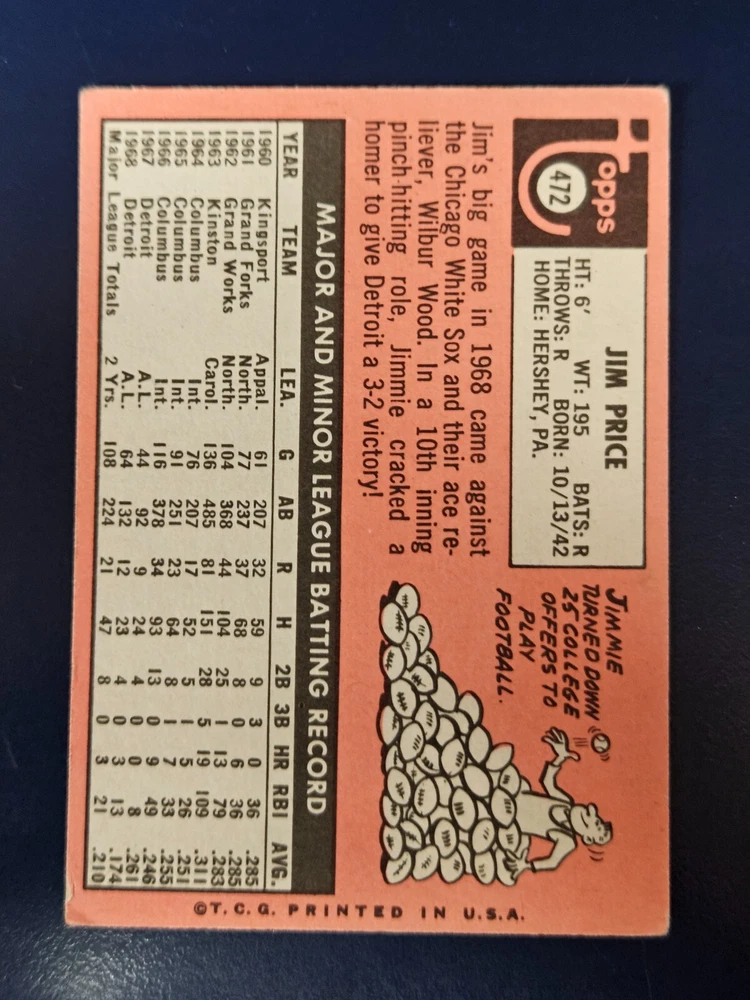 Topps
472
JIM PRICE
HT: 6' WT: 195 BATS: R
THROWS: R BORN: 10/13/42
HOME: HERSHEY, PA.
Jim's big game in 1968 came against
the Chicago White Sox and their ace re-
liever, Wilbur Wood. In a 10th inning
pinch-hitting role, Jimmie cracked a
homer to give Detroit a 3-2 victory!
JIMMIE
TURNED DOWN
25 COLLEGE
OFFERS TO
PLAY
FOOTBALL.
MAJOR AND MINOR LEAGUE BATTING RECORD
YEAR TEAM LEA. G AB R H 2B 3B HR RBI AVG.
1960 Kingsport Appal. 61 207 32 59 9 3 0 36 .285
1961 Grand Forks North. 77 237 37 68 8 0 6 36 .285
1962 Grand Works North. 104 368 44 104 25 1 13 79 .283
1963 Kinston Carol. 136 485 81 151 28 5 19 109 .311
1964 Columbus Int. 76 207 17 52 5 1 5 26 .251
1965 Columbus Int. 91 251 23 64 8 1 7 33 .255
1966 Columbus Int. 116 378 34 93 13 0 9 49 .246
1967 Detroit A.L. 44 92 9 24 4 0 0 8 .261
1968 Detroit A.L. 64 132 12 23 4 0 3 13 .174
Major League Totals 2 Yrs. 108 224 21 47 8 0 3 21 .210
©T.C.G. PRINTED IN U.S.A.